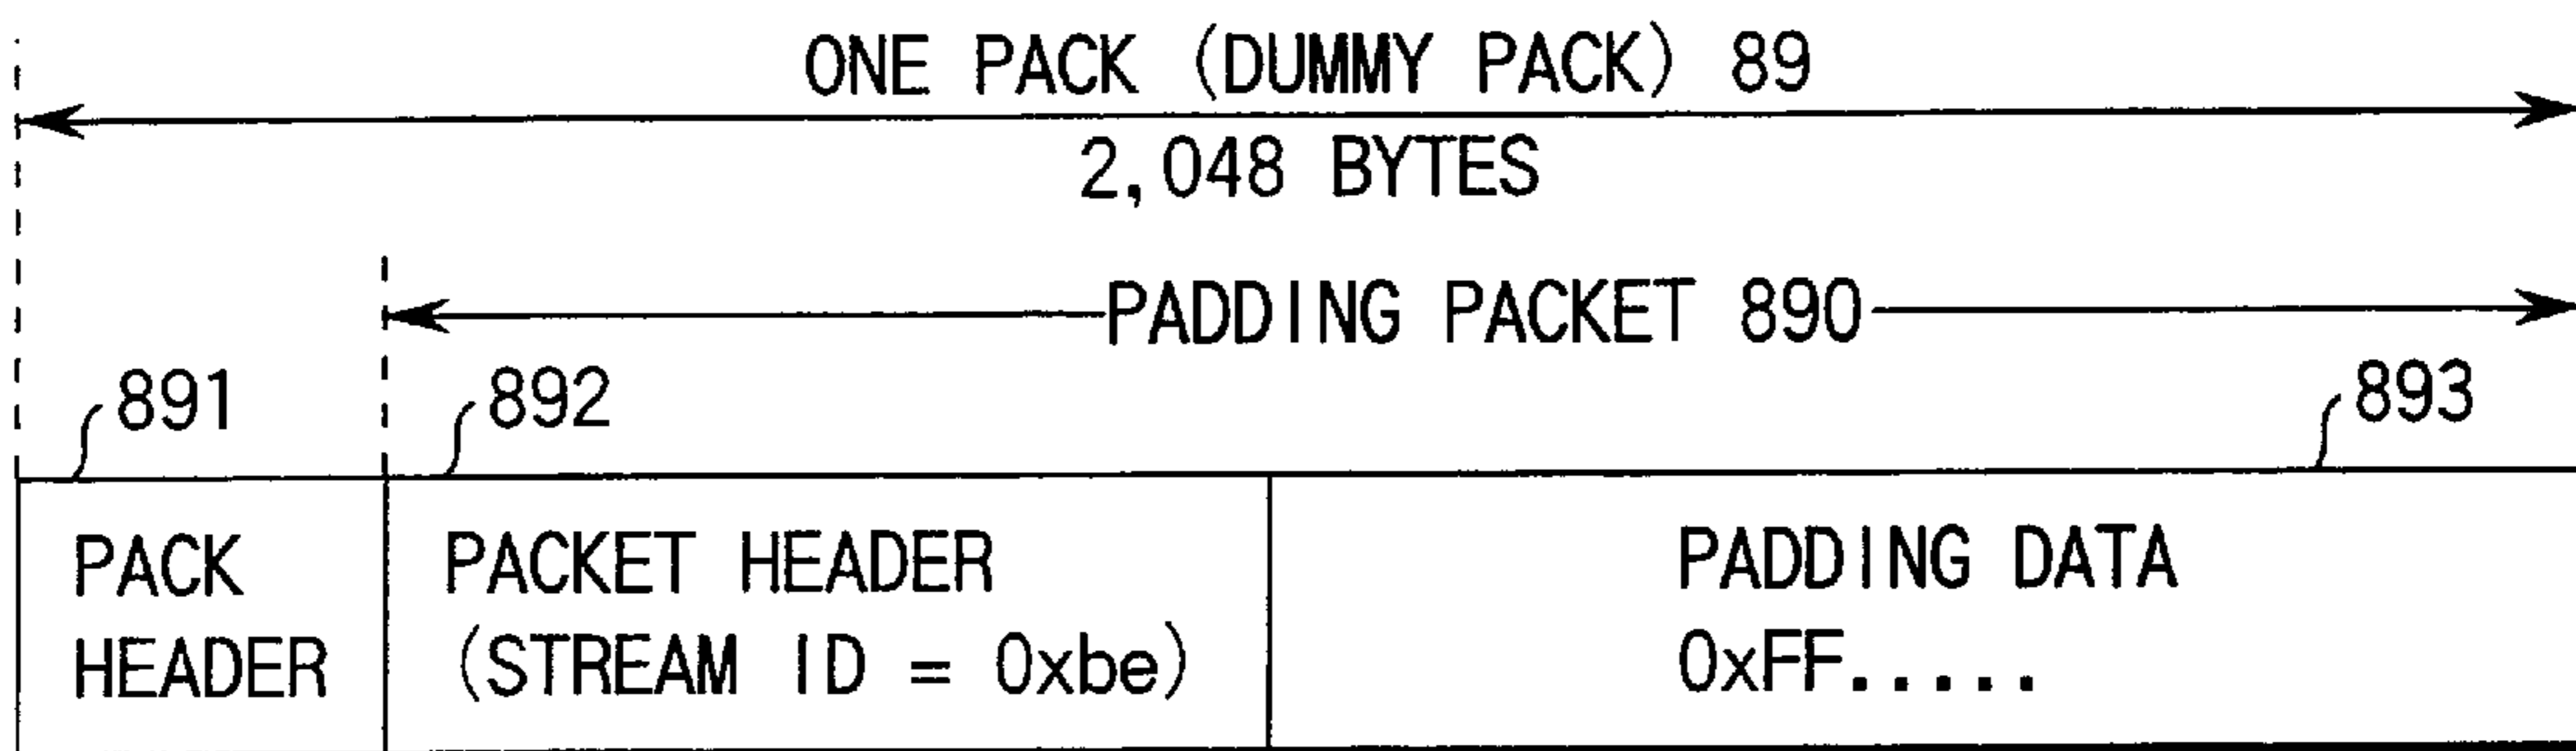 ONE PACK (DUMMY PACK) 89
2,048 BYTES
PADDING PACKET 890
891
892
893
PACK
HEADER
PACKET HEADER
(STREAM ID = 0xbe)
PADDING DATA
0xFF.....